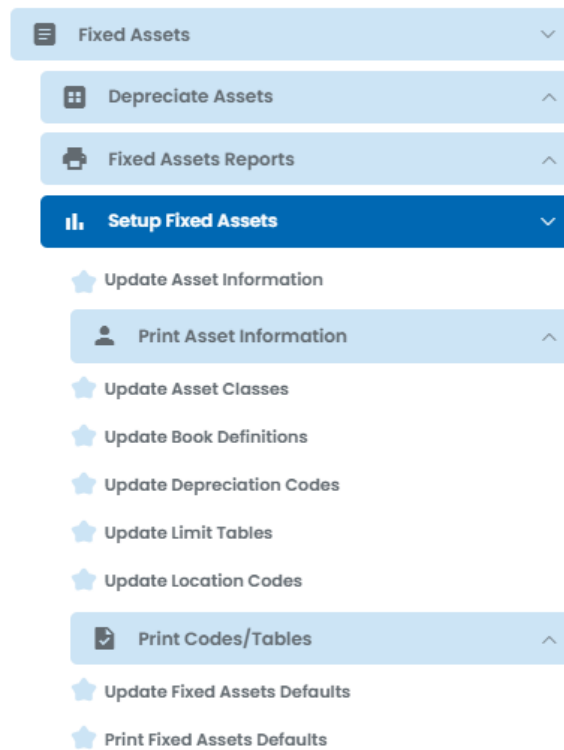 Fixed Assets
Depreciate Assets
Fixed Assets Reports
Setup Fixed Assets
Update Asset Information
Print Asset Information
Update Asset Classes
Update Book Definitions
Update Depreciation Codes
Update Limit Tables
Update Location Codes
Print Codes/Tables
Update Fixed Assets Defaults
Print Fixed Assets Defaults